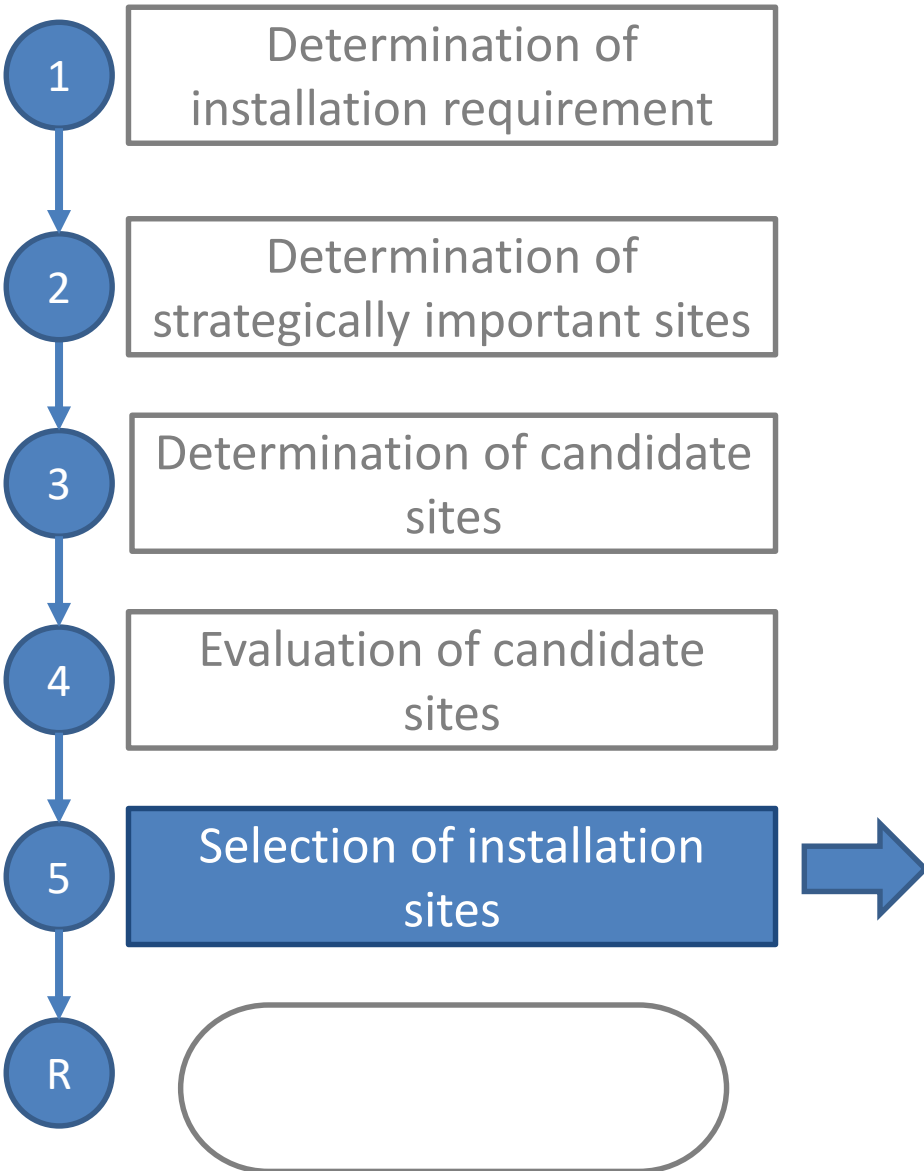 1
Determination of
installation requirement
2
Determination of
strategically important sites
3
Determination of candidate
sites
4
Evaluation of candidate
sites
5
Selection of installation
sites
R